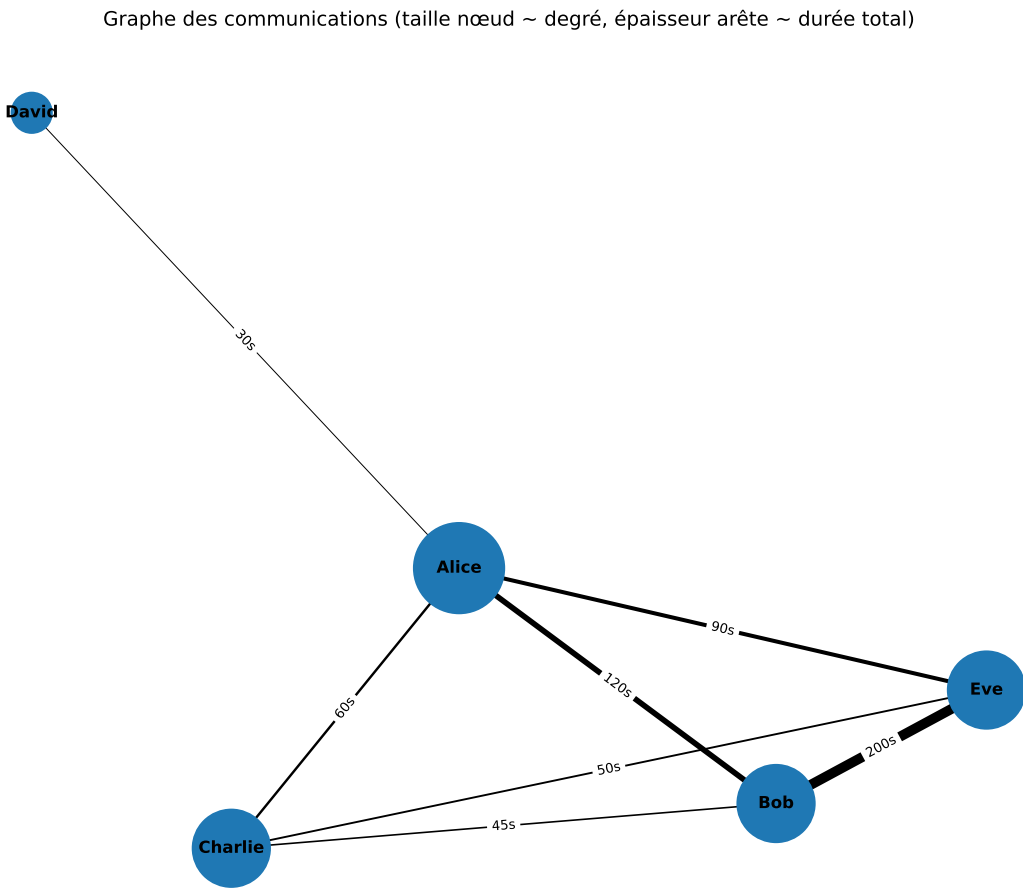 Graphe des communications (taille nœud ~ degré, épaisseur arête ~ durée total)
David
30s
Alice
90s
120s
Eve
60s
200s
50s
Bob
45s
Charlie